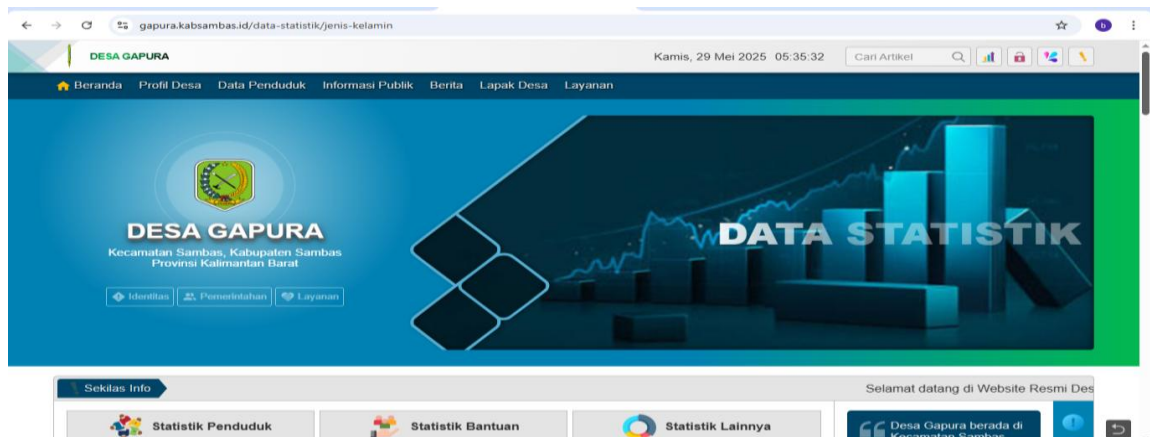 gapura.kabsambas.id/data-statistik/jenis-kelamin
b
DESA GAPURA
Kamis, 29 Mei 2025 05:35:32
Cari Artikel
Beranda Profil Desa Data Penduduk Informasi Publik Berita Lapak Desa Layanan
DESA GAPURA
Kecamatan Sambas, Kabupaten Sambas
Provinsi Kalimantan Barat
Identitas Pemerintahan Layanan
DATA STATISTIK
Sekilas Info
Selamat datang di Website Resmi Des
Statistik Penduduk Statistik Bantuan Statistik Lainnya
Desa Gapura berada di
Kecamatan Sambas